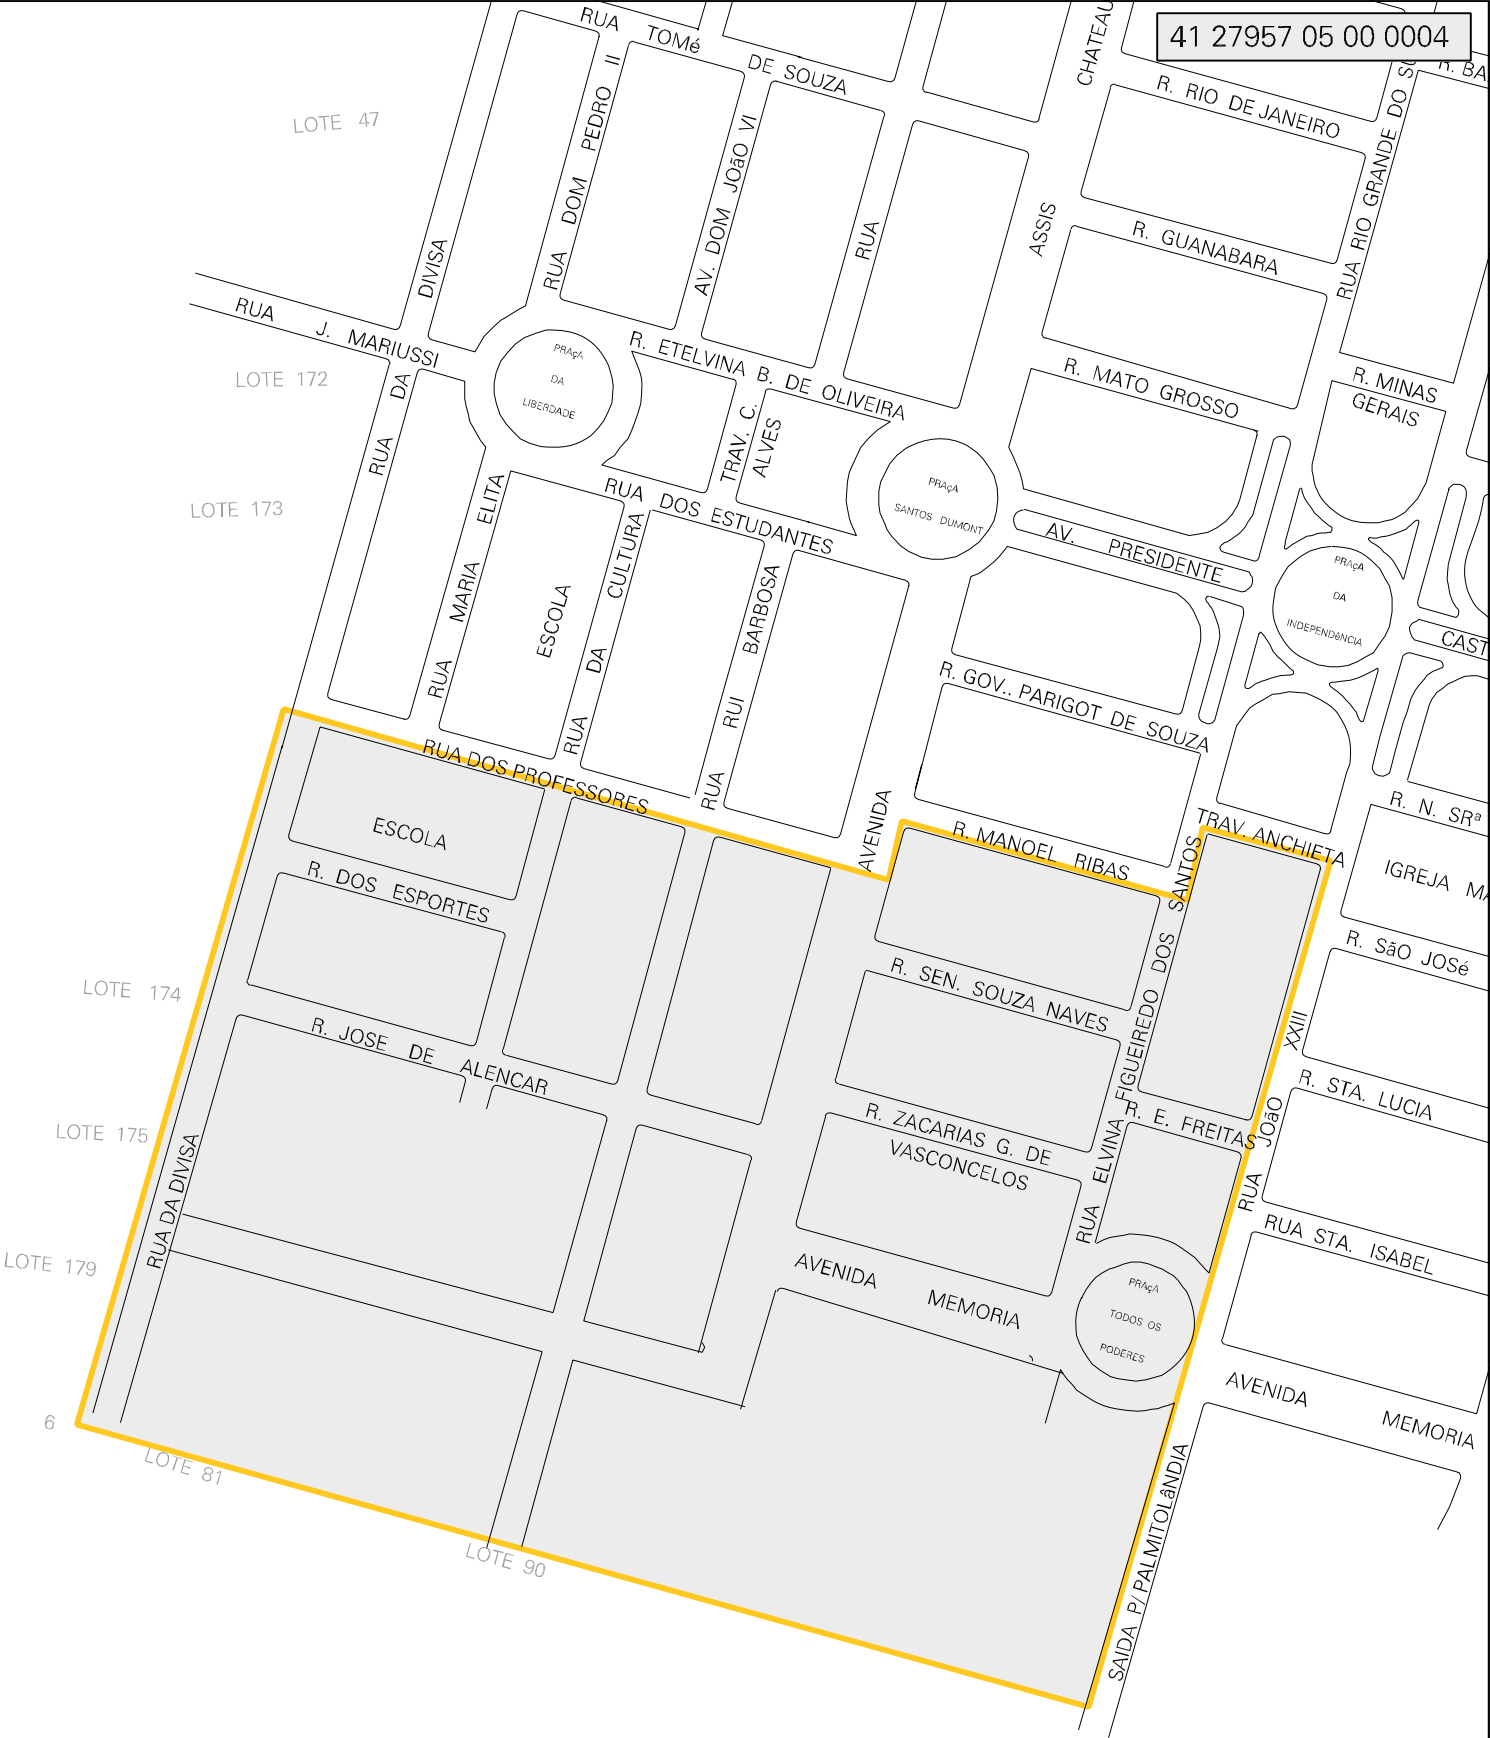 41 27957 05 00 0004
RUA TOMé DE SOUZA
CHATEAU
R. BA
R. RIO DE JANEIRO
RUA DOM PEDRO II
AV. DOM JOãO VI
RUA
ASSIS
RUA RIO GRANDE DO SU
LOTE 47
R. GUANABARA
DIVISA
RUA J. MARIUSSI
LOTE 172
RUA DA
PRAçA
DA
LIBERDADE
R. ETELVINA B. DE OLIVEIRA
R. MATO GROSSO
R. MINAS
GERAIS
TRAV. C.
ALVES
LOTE 173
RUA MARIA ELITA
RUA DOS ESTUDANTES
PRAçA
SANTOS DUMONT
AV. PRESIDENTE
CAST
PRAçA
DA
INDEPENDêNCIA
ESCOLA
RUA DA CULTURA
RUA RUI BARBOSA
R. GOV.. PARIGOT DE SOUZA
RUA DOS PROFESSORES
AVENIDA
R. MANOEL RIBAS
TRAV. ANCHIETA
R. N. SRª
IGREJA MA
ESCOLA
R. DOS ESPORTES
R. SãO JOSé
RUA ELVINA FIGUEIREDO DOS SANTOS
R. SEN. SOUZA NAVES
LOTE 174
R. JOSE DE ALENCAR
RUA JOãO XXIII
R. STA. LUCIA
R. ZACARIAS G. DE
VASCONCELOS
R. E. FREITAS
LOTE 175
RUA DA DIVISA
RUA STA. ISABEL
LOTE 179
AVENIDA MEMORIA
PRAçA
TODOS OS
PODERES
AVENIDA MEMORIA
6
LOTE 81
LOTE 90
SAIDA P/ PALMITOLâNDIA